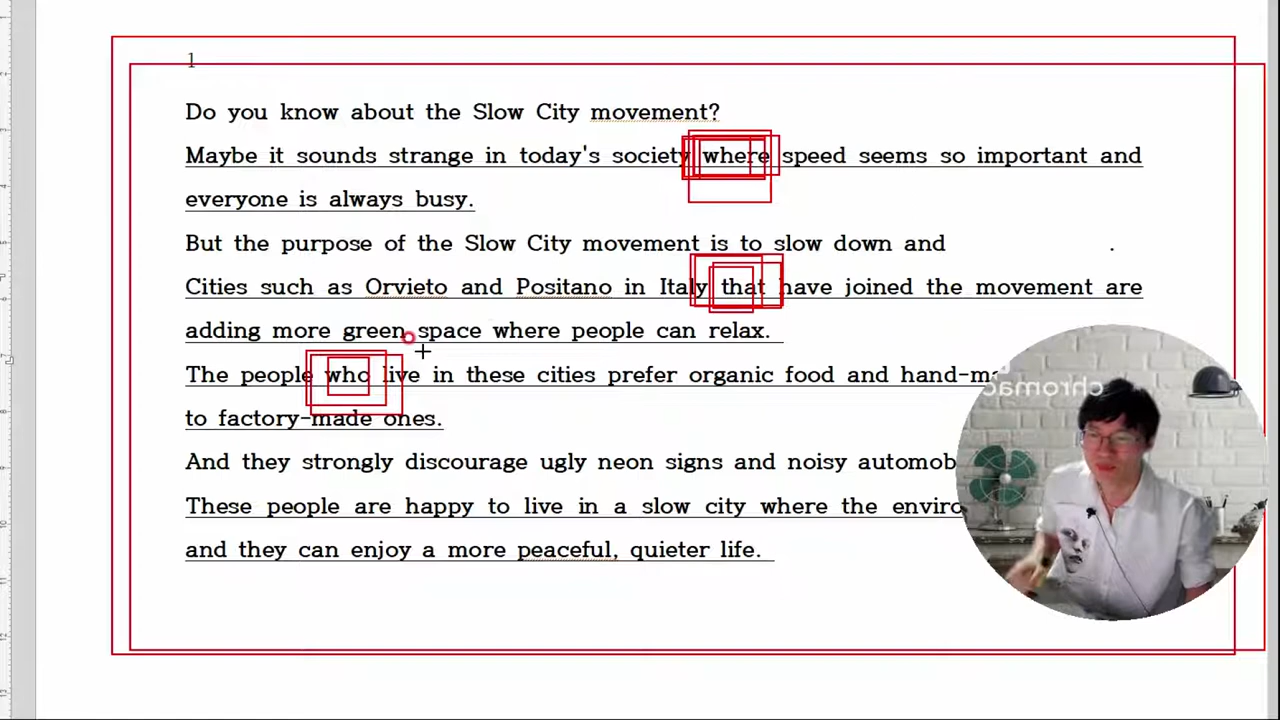 1
Do you know about the Slow City movement?
Maybe it sounds strange in today's society where speed seems so important and
everyone is always busy.
But the purpose of the Slow City movement is to slow down and .
Cities such as Orvieto and Positano in Italy that have joined the movement are
adding more green space where people can relax.
The people who live in these cities prefer organic food and
to factory-made ones.
And they strongly discourage ugly neon signs and noisy
These people are happy to live in a slow city where the
and they can enjoy a more peaceful, quieter life.